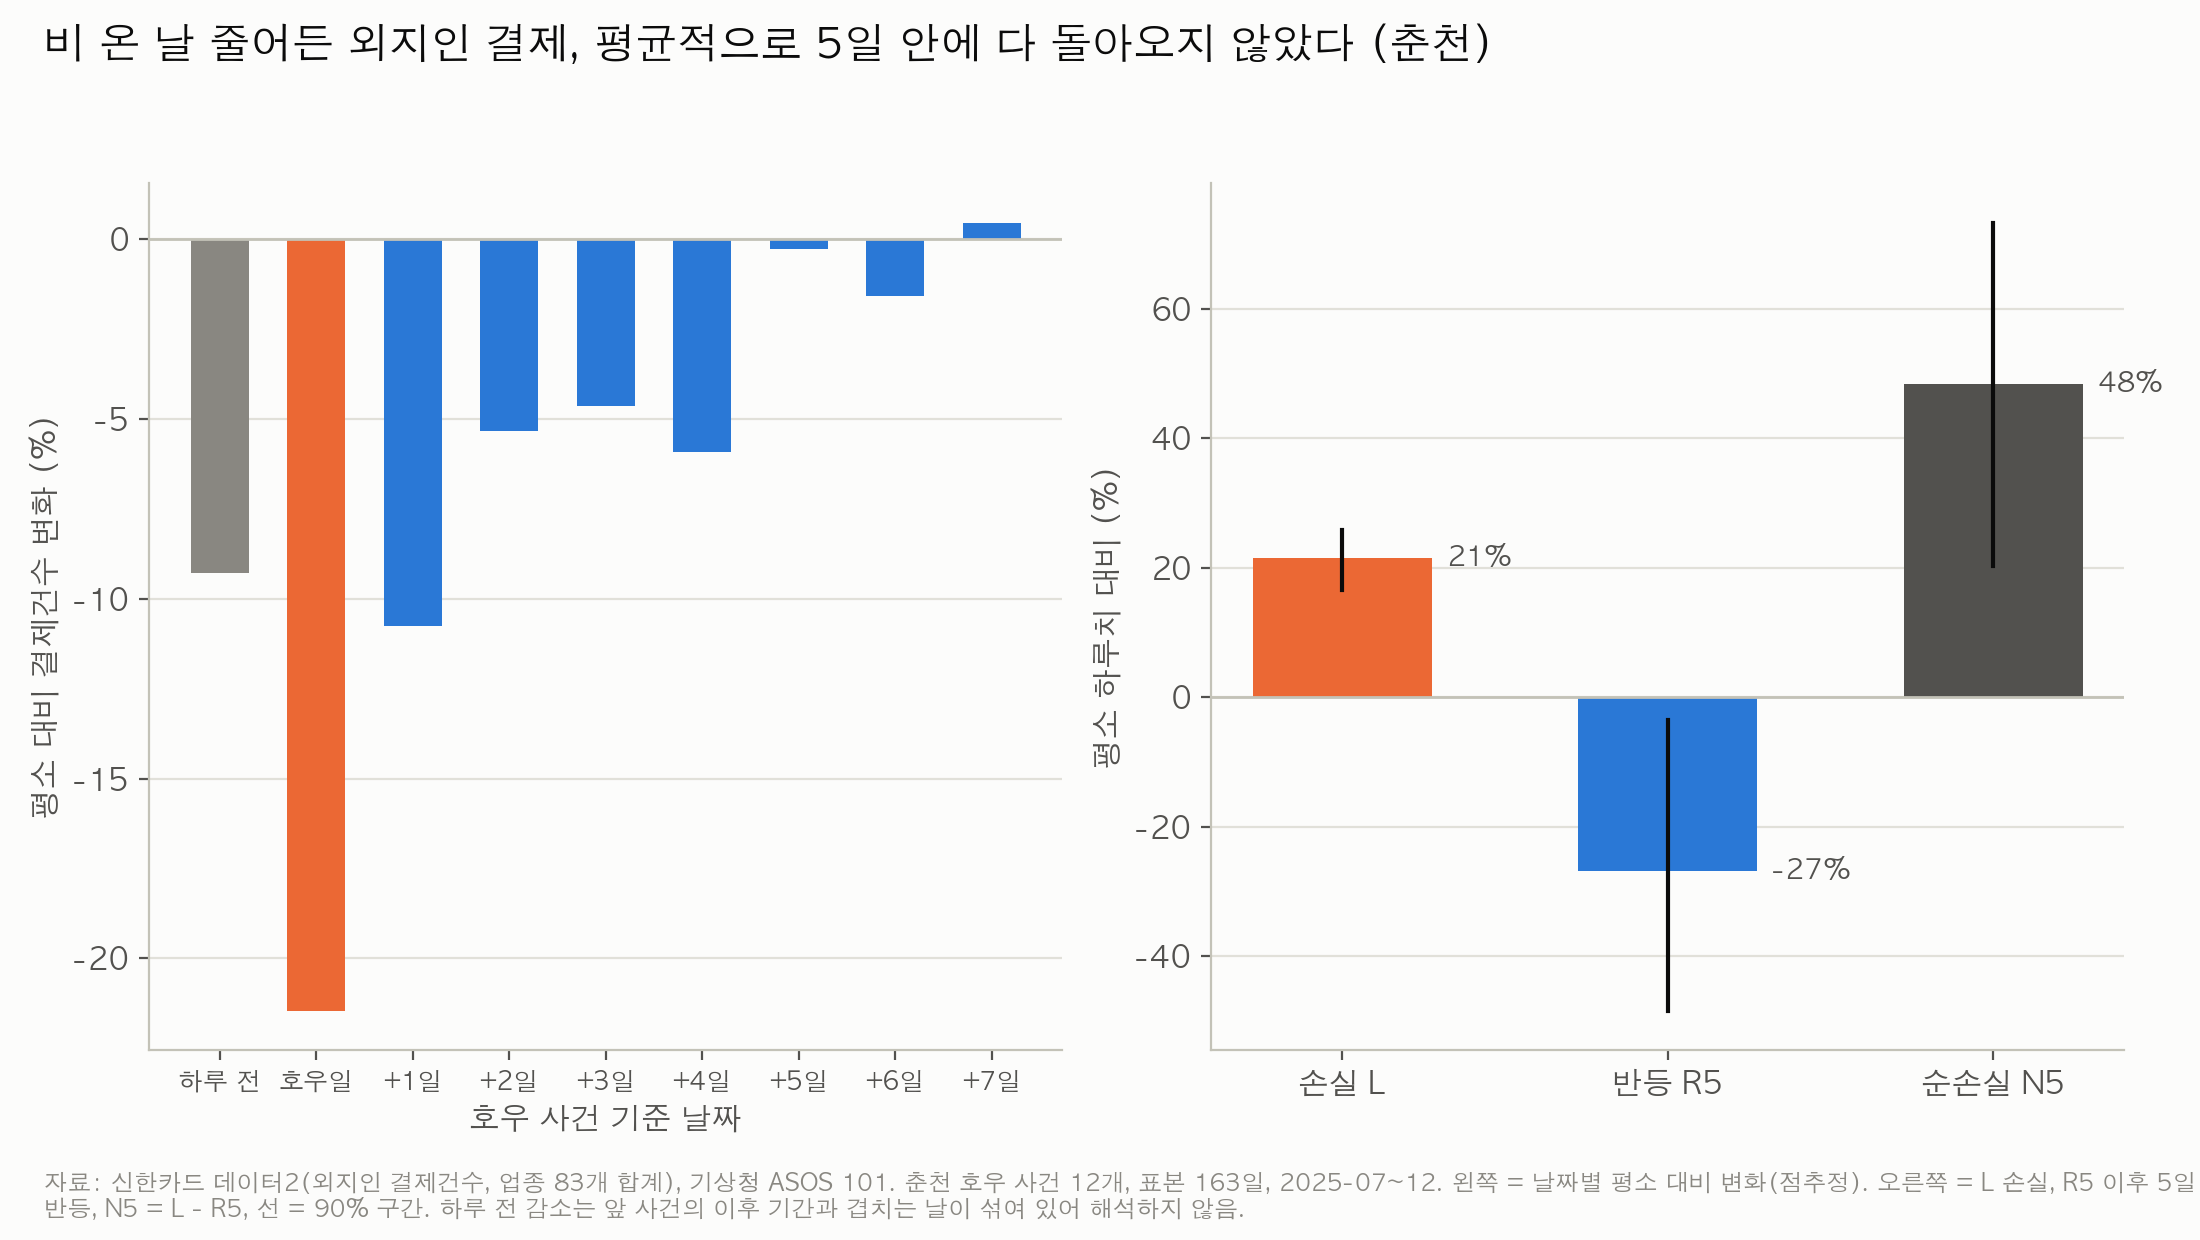 비 온 날 줄어든 외지인 결제, 평균적으로 5일 안에 다 돌아오지 않았다 (춘천)
평소 대비 결제건수 변화 (%)
0
-5
-10
-15
-20
하루 전 호우일 +1일 +2일 +3일 +4일 +5일 +6일 +7일
호우 사건 기준 날짜
평소 하루치 대비 (%)
60
40
20
0
-20
-40
21%
-27%
48%
손실 L 반등 R5 순손실 N5
자료: 신한카드 데이터2(외지인 결제건수, 업종 83개 합계), 기상청 ASOS 101. 춘천 호우 사건 12개, 표본 163일, 2025-07~12. 왼쪽 = 날짜별 평소 대비 변화(점추정). 오른쪽 = L 손실, R5 이후 5일
반등, N5 = L - R5, 선 = 90% 구간. 하루 전 감소는 앞 사건의 이후 기간과 겹치는 날이 섞여 있어 해석하지 않음.